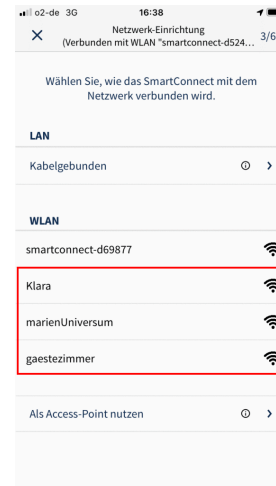 o2-de 3G 16:38
Netzwerk-Einrichtung
(Verbunden mit WLAN "smartconnect-d524... 3/6
Wählen Sie, wie das SmartConnect mit dem
Netzwerk verbunden wird.
LAN
Kabelgebunden
WLAN
smartconnect-d69877
Klara
marienUniversum
gaestezimmer
Als Access-Point nutzen